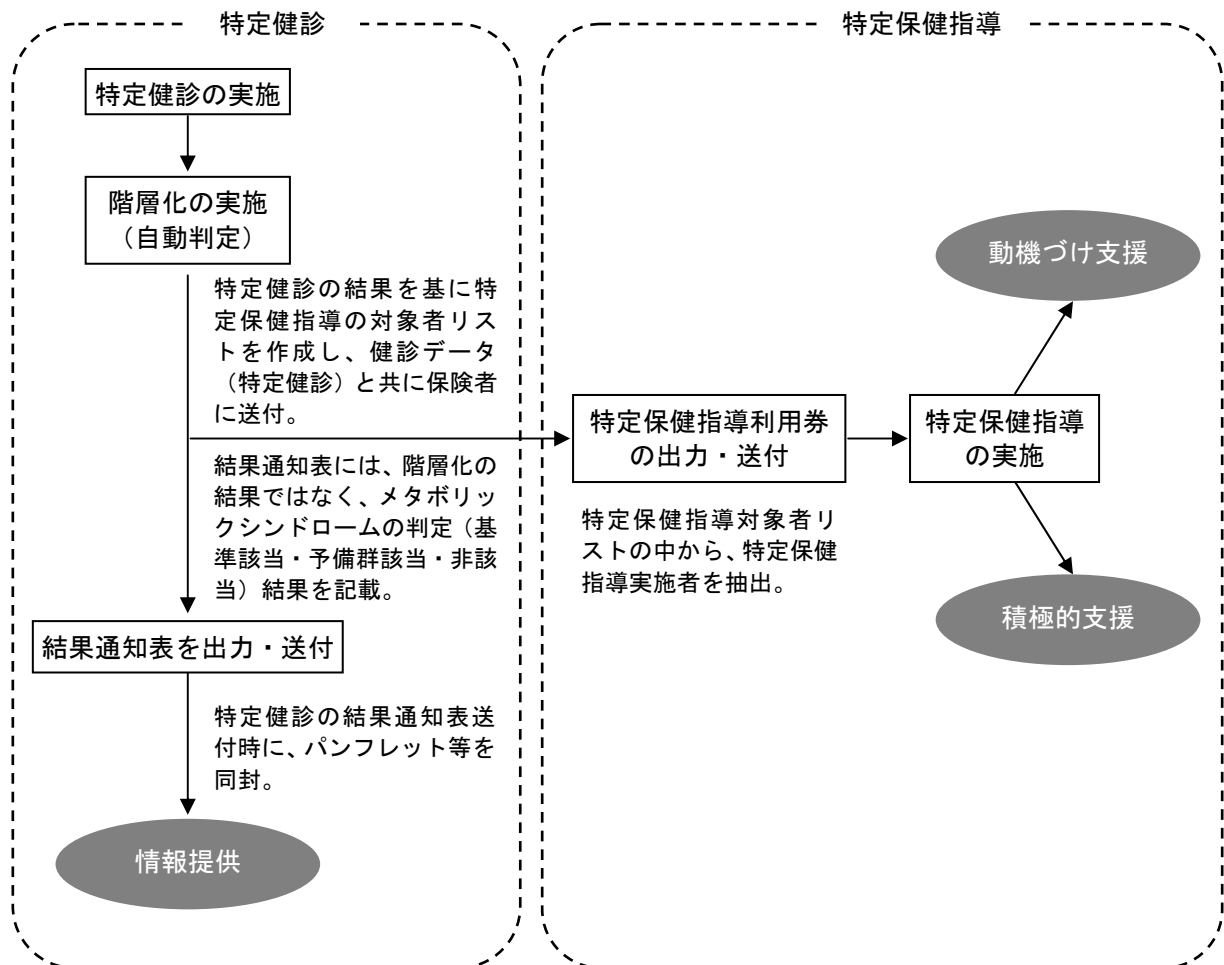 特定健診
特定健診の実施
階層化の実施
（自動判定）
特定健診の結果を基に特
定保健指導の対象者リス
トを作成し、健診データ
（特定健診）と共に保険者
に送付。
結果通知表には、階層化の
結果ではなく、メタボリッ
クシンドロームの判定（基
準該当・予備群該当・非該
当）結果を記載。
結果通知表を出力・送付
特定健診の結果通知表送
付時に、パンフレット等を
同封。
情報提供
特定保健指導
特定保健指導利用券
の出力・送付
特定保健指導対象者リ
ストの中から、特定保健
指導実施者を抽出。
特定保健指導
の実施
動機づけ支援
積極的支援